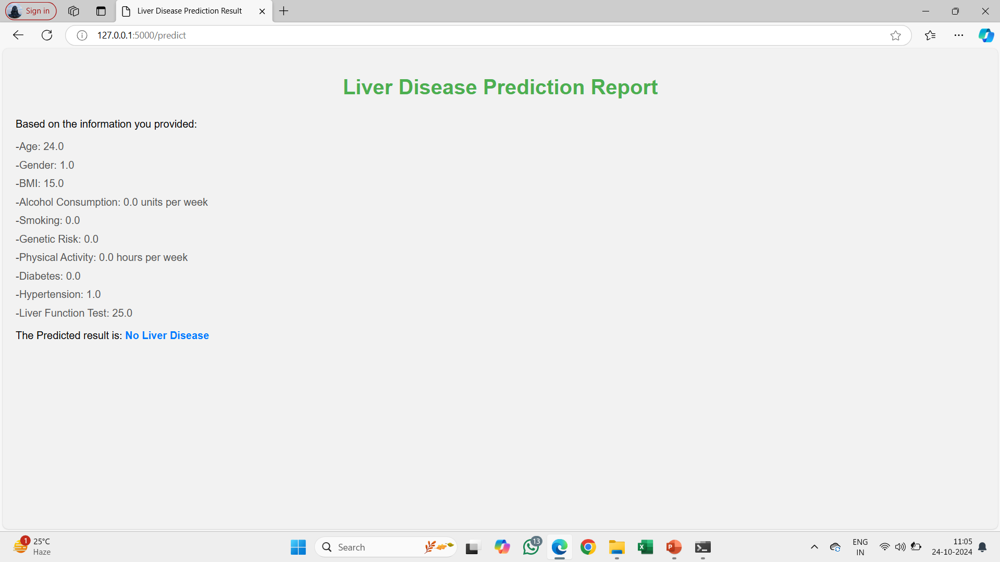 Sign in
Liver Disease Prediction Result
127.0.0.1:5000/predict
Liver Disease Prediction Report
Based on the information you provided:
-Age: 24.0
-Gender: 1.0
-BMI: 15.0
-Alcohol Consumption: 0.0 units per week
-Smoking: 0.0
-Genetic Risk: 0.0
-Physical Activity: 0.0 hours per week
-Diabetes: 0.0
-Hypertension: 1.0
-Liver Function Test: 25.0
The Predicted result is: No Liver Disease
1
25°C
Haze
Search
13
X
P
ENG
IN
11:05
24-10-2024